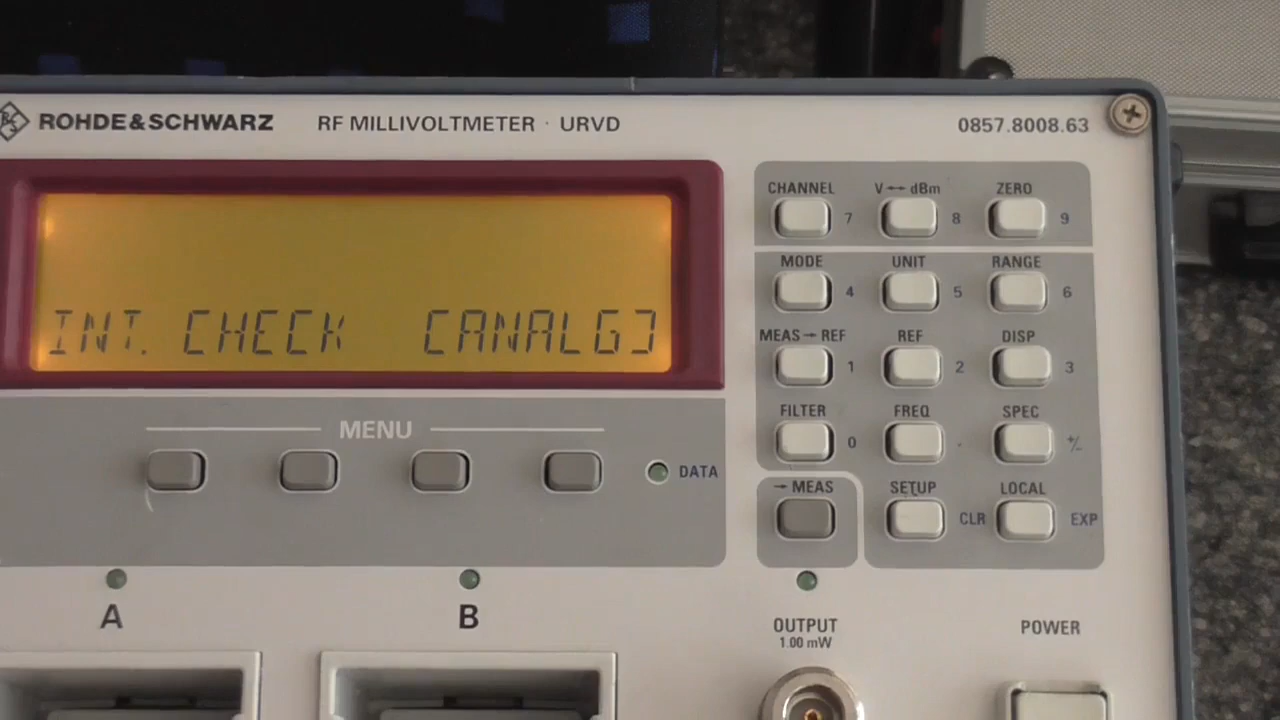 ROHDE & SCHWARZ RF MILLIVOLTMETER · URVD 0857.8008.63
CHANNEL V ↔ dBm ZERO
7 8 9
MODE UNIT RANGE
4 5 6
MEAS → REF REF DISP
1 2 3
FILTER FREQ SPEC
0 . +/-
→ MEAS SETUP LOCAL
CLR EXP
INT. CHECK [ANALG]
MENU
DATA
A B
OUTPUT POWER
1.00 mW